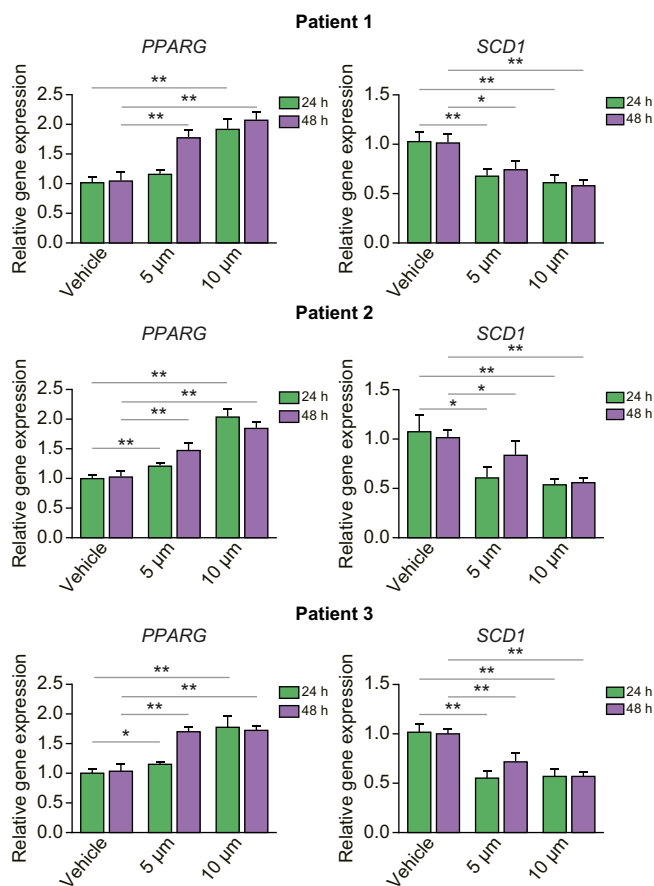 Patient 1
PPARG
Relative gene expression
2.5
2.0
1.5
1.0
0.5
0.0
**
**
**
24 h
48 h
Vehicle
5 µm
10 µm
SCD1
Relative gene expression
1.5
1.0
0.5
0.0
**
**
*
**
24 h
48 h
Vehicle
5 µm
10 µm
Patient 2
PPARG
Relative gene expression
2.5
2.0
1.5
1.0
0.5
0.0
**
**
**
**
24 h
48 h
Vehicle
5 µm
10 µm
SCD1
Relative gene expression
1.5
1.0
0.5
0.0
**
**
*
*
24 h
48 h
Vehicle
5 µm
10 µm
Patient 3
PPARG
Relative gene expression
2.5
2.0
1.5
1.0
0.5
0.0
**
**
**
*
24 h
48 h
Vehicle
5 µm
10 µm
SCD1
Relative gene expression
1.5
1.0
0.5
0.0
**
**
**
**
24 h
48 h
Vehicle
5 µm
10 µm